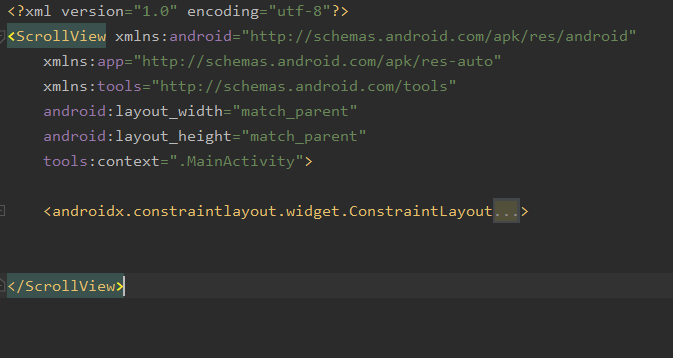 <?xml version="1.0" encoding="utf-8"?>
<ScrollView xmlns:android="http://schemas.android.com/apk/res/android"
xmlns:app="http://schemas.android.com/apk/res-auto"
xmlns:tools="http://schemas.android.com/tools"
android:layout_width="match_parent"
android:layout_height="match_parent"
tools:context=".MainActivity">
<androidx.constraintlayout.widget.ConstraintLayout...>
</ScrollView>